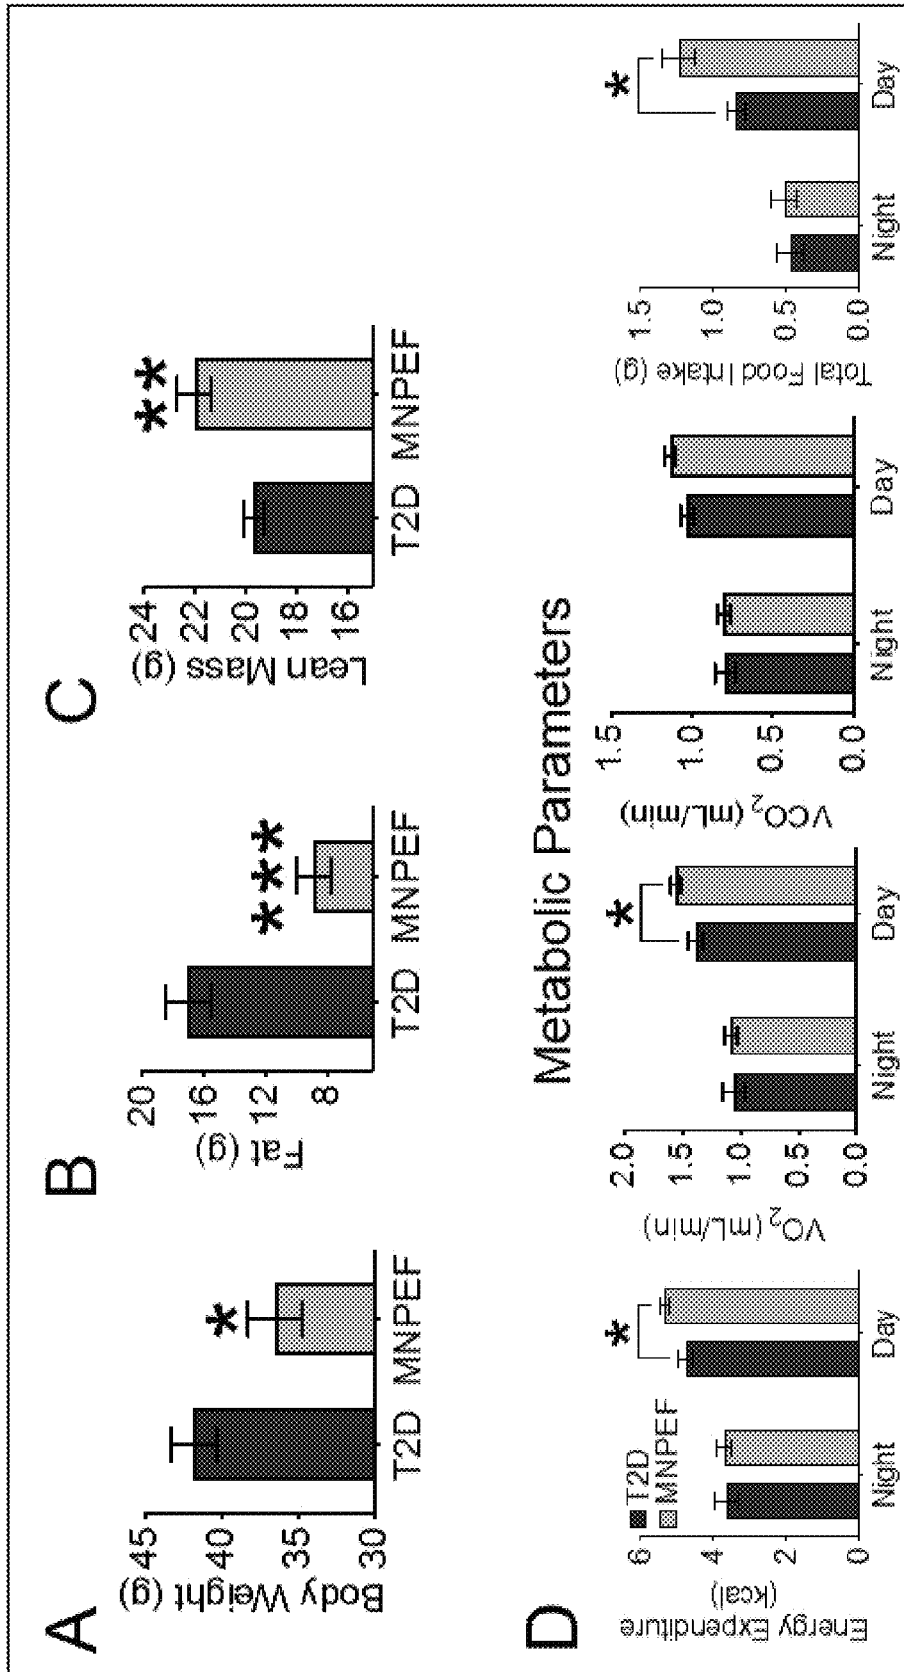 A
Body Weight (g)
45
40
35
30
T2D MNPEF
*
B
Fat (g)
20
16
12
8
T2D MNPEF
***
C
Lean Mass (g)
24
22
20
18
16
T2D MNPEF
**
D
Metabolic Parameters
Energy Expenditure
(kcal)
6
4
2
0
T2D
MNPEF
*
Night Day
VO2 (mL/min)
2.0
1.5
1.0
0.5
0.0
*
Night Day
VCO2 (mL/min)
1.5
1.0
0.5
0.0
Night Day
Total Food Intake (g)
1.5
1.0
0.5
0.0
*
Night Day